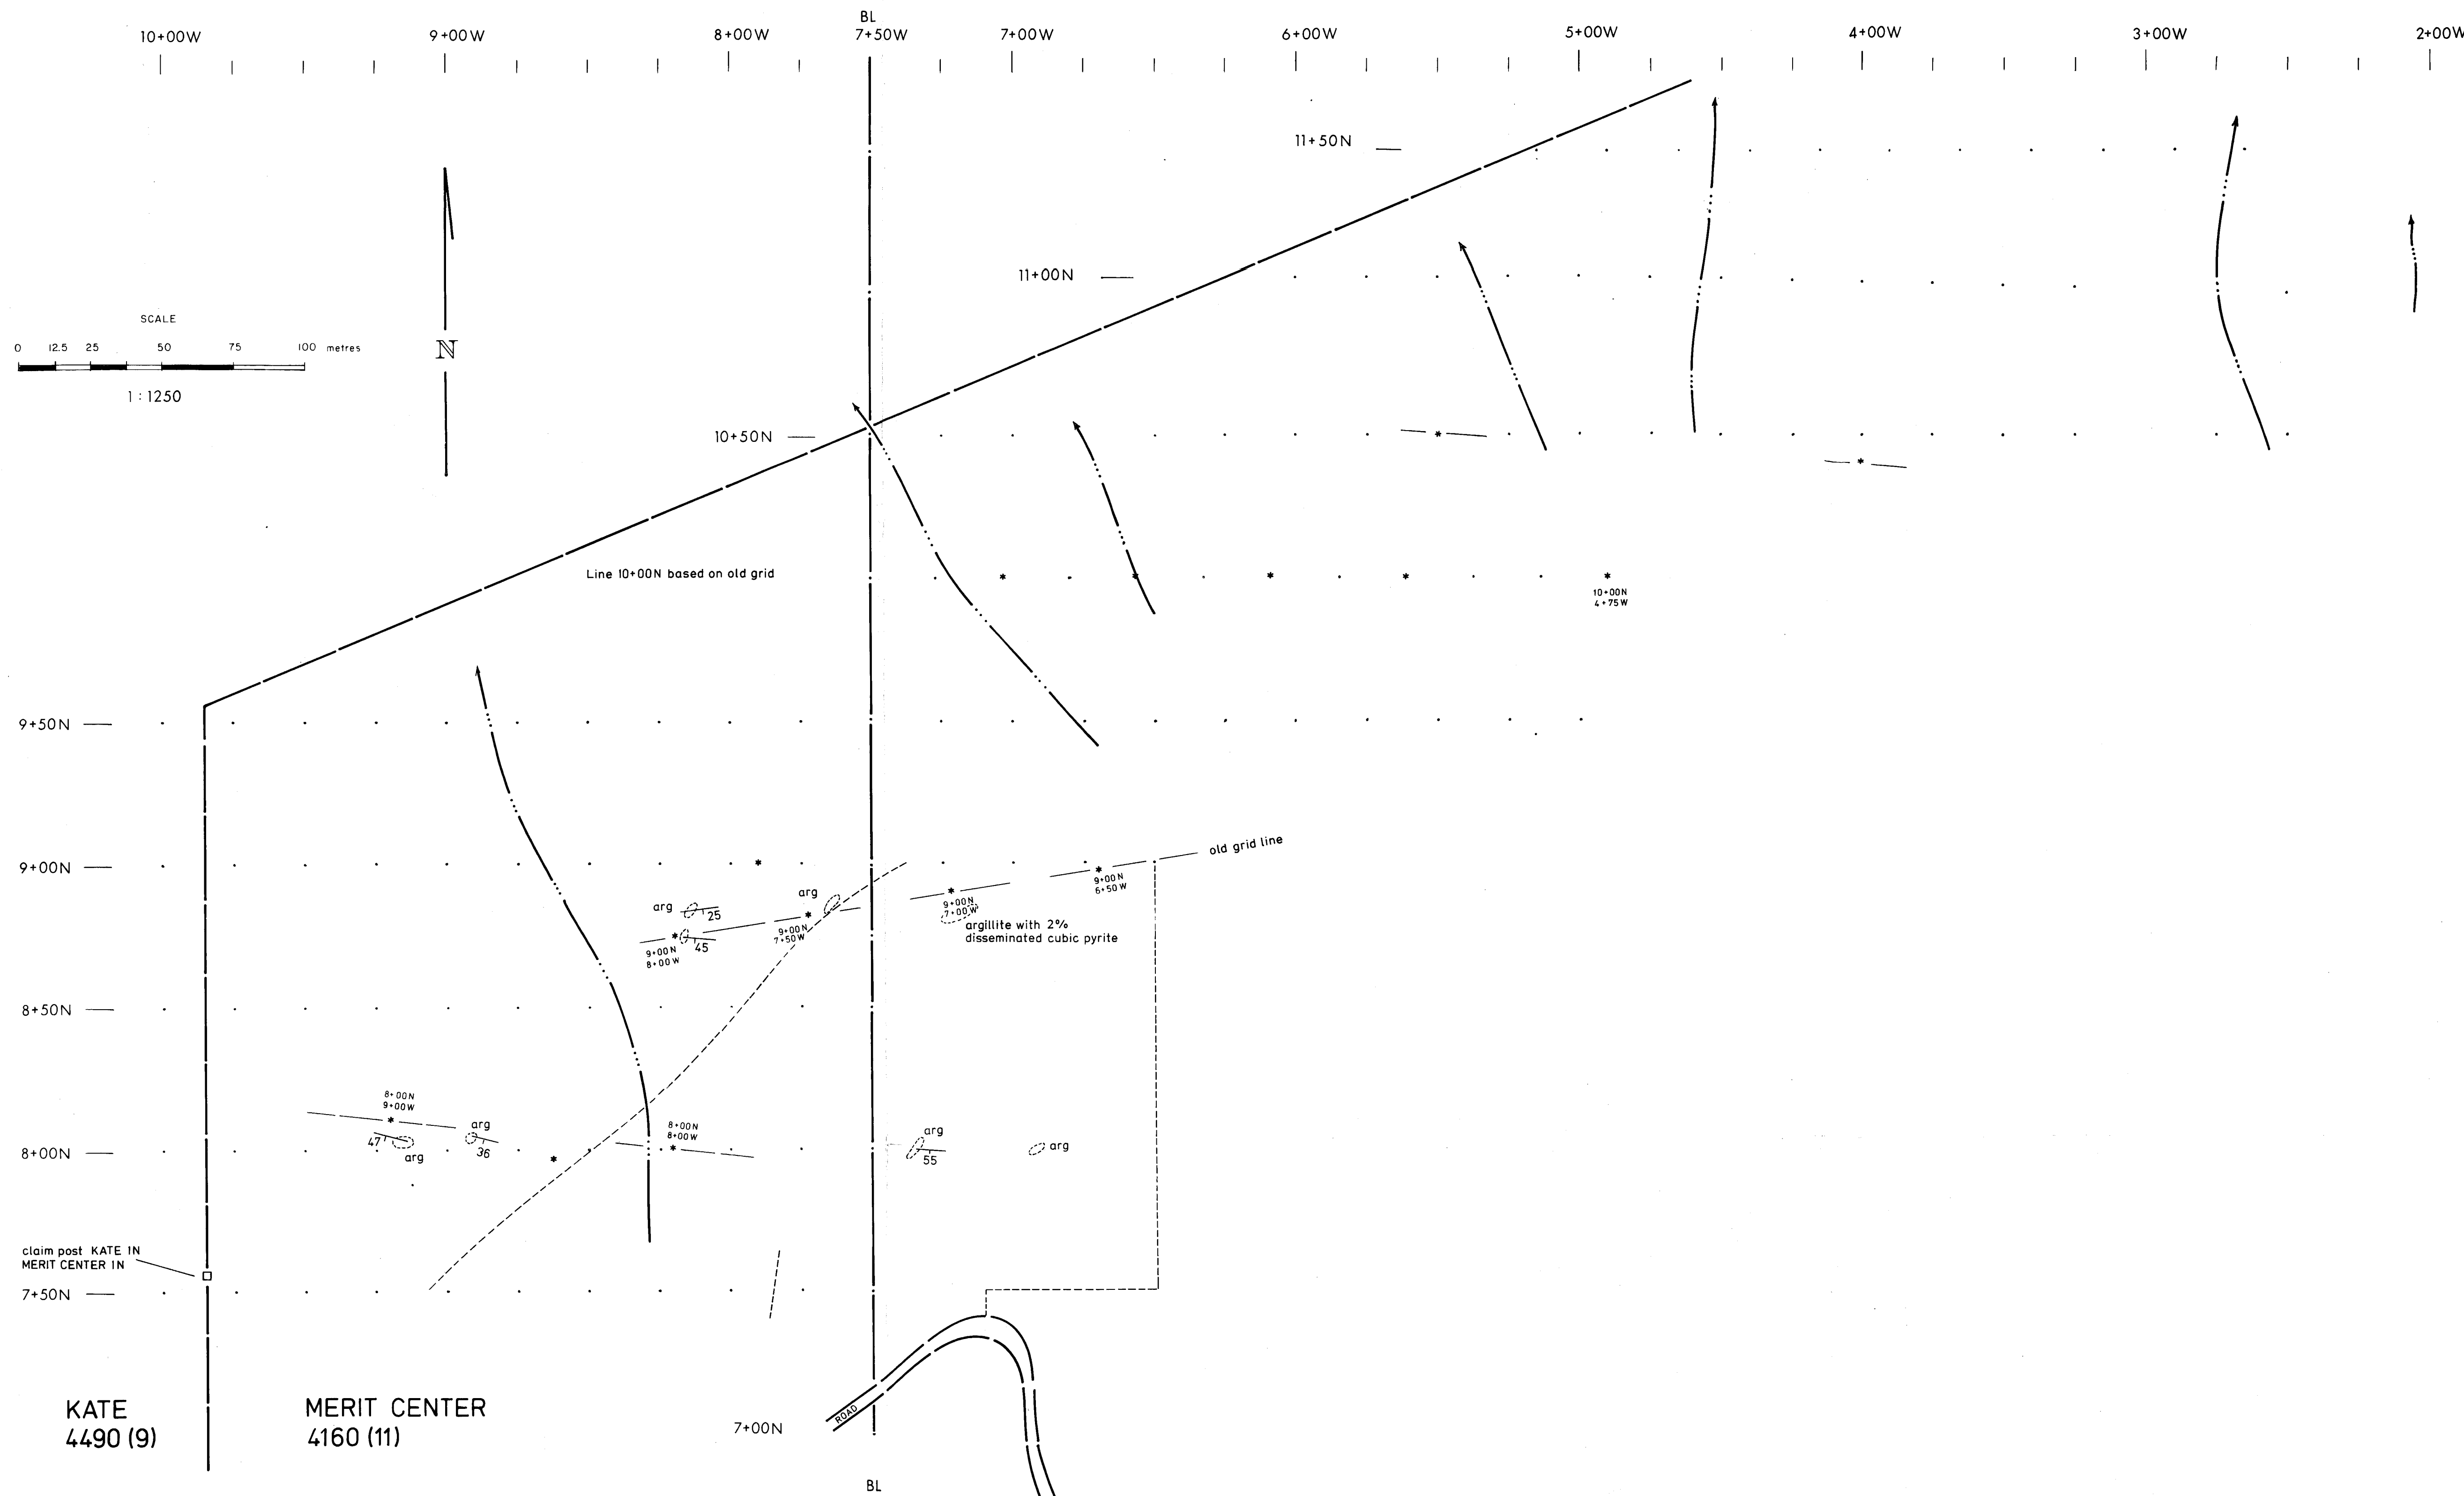 BL
10+00W 9+00W 8+00W 7+50W 7+00W 6+00W 5+00W 4+00W 3+00W 2+00W
11+50N
11+00N
SCALE
0 12.5 25 50 75 100 metres
N
1 : 1250
10+50N
Line 10+00N based on old grid
10+00N
4+75W
9+50N
old grid line
9+00N
arg
25
arg
9+00N
6+50W
9+00N
7+00W
argillite with 2%
disseminated cubic pyrite
9+00N
7+50W
45
9+00N
8+00W
8+50N
8+00N
9+00W
47
arg
arg
36
8+00N
8+00W
arg
55
arg
8+00N
claim post KATE 1N
MERIT CENTER 1N
7+50N
ROAD
KATE
4490 (9)
MERIT CENTER
4160 (11)
7+00N
BL